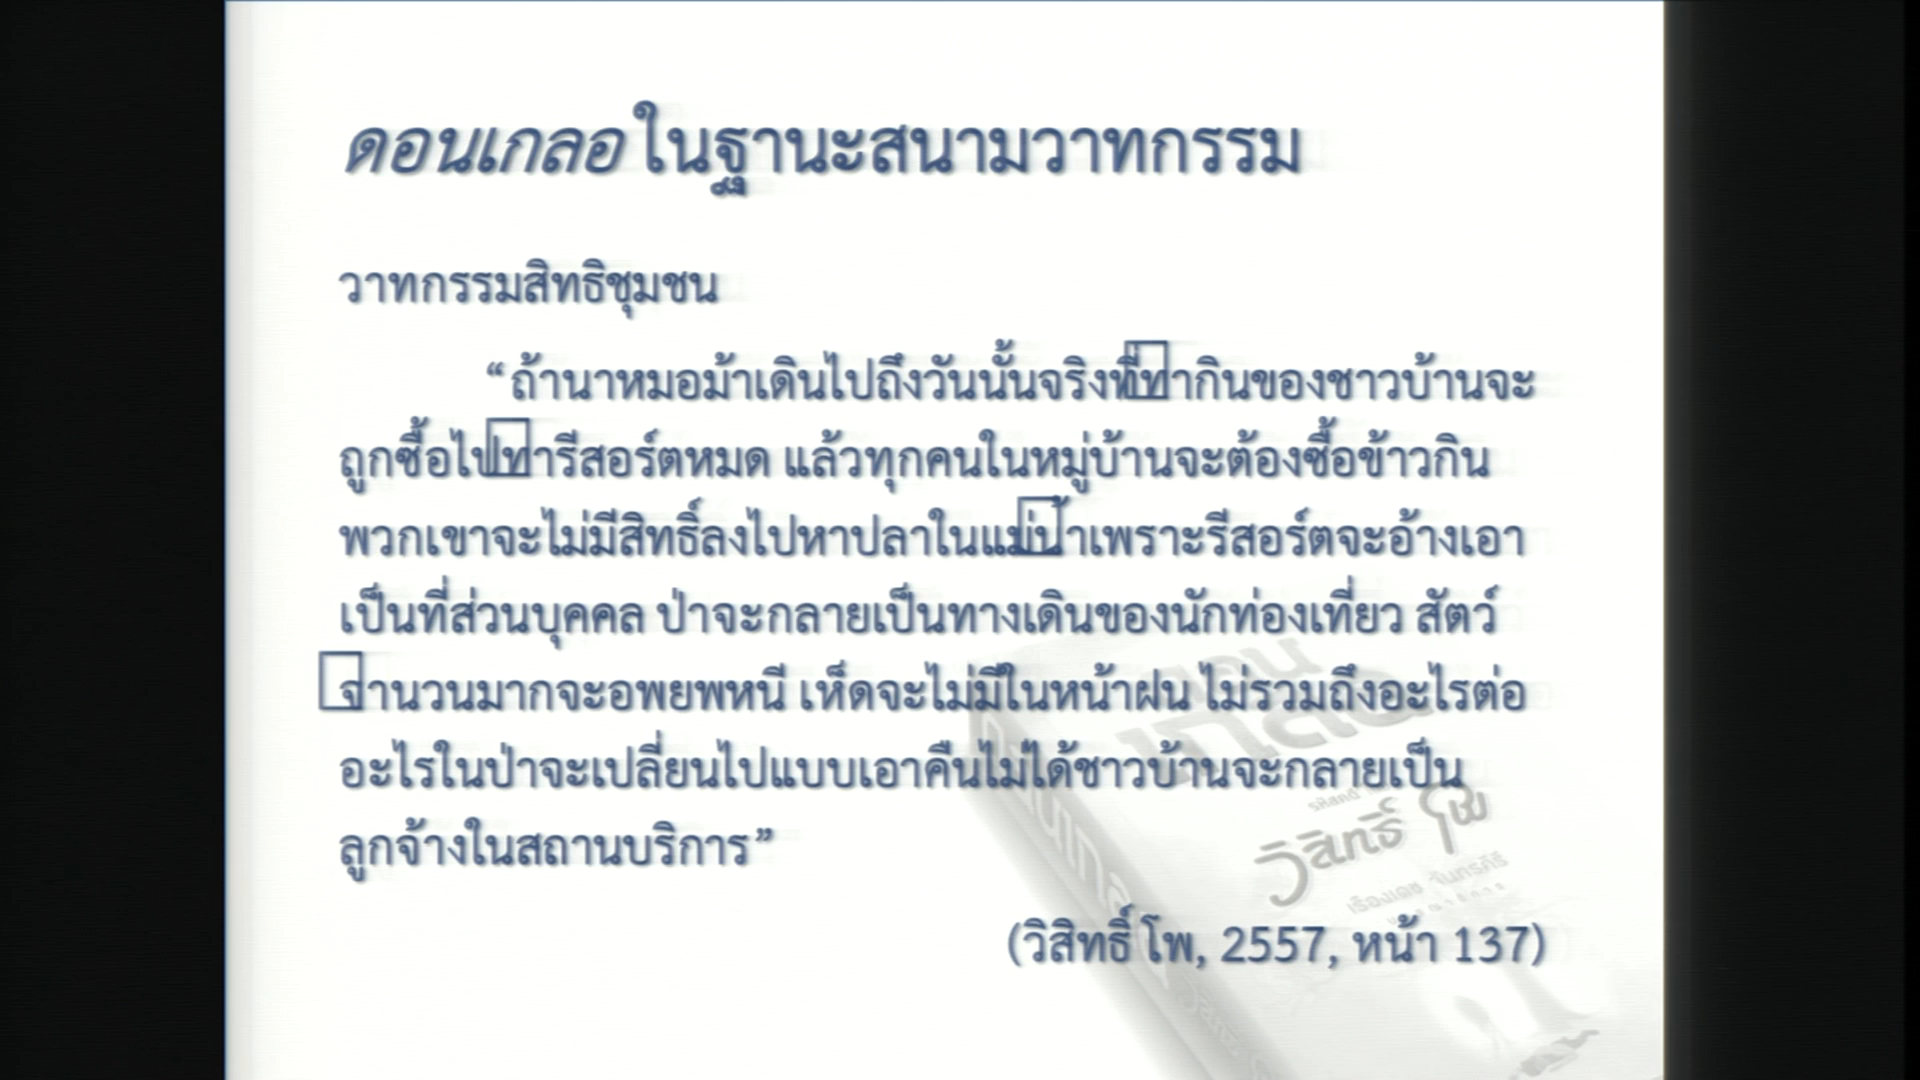 ดอนเกลือ ในฐานะสนามวาทกรรม
วาทกรรมสิทธิชุมชน
“ถ้านาหมอม้าเดินไปถึงวันนั้นจริงที่ทำกินของชาวบ้านจะ
ถูกซื้อไปทำรีสอร์ตหมด แล้วทุกคนในหมู่บ้านจะต้องซื้อข้าวกิน
พวกเขาจะไม่มีสิทธิ์ลงไปหาปลาในแม่น้ำเพราะรีสอร์ตจะอ้างเอา
เป็นที่ส่วนบุคคล ป่าจะกลายเป็นทางเดินของนักท่องเที่ยว สัตว์
จำนวนมากจะอพยพหนี เห็ดจะไม่มีในหน้าฝน ไม่รวมถึงอะไรต่อ
อะไรในป่าจะเปลี่ยนไปแบบเอาคืนไม่ได้ชาวบ้านจะกลายเป็น
ลูกจ้างในสถานบริการ”
(วิสิทธิ์ โพ, 2557, หน้า 137)
วิสิทธิ์ โพ